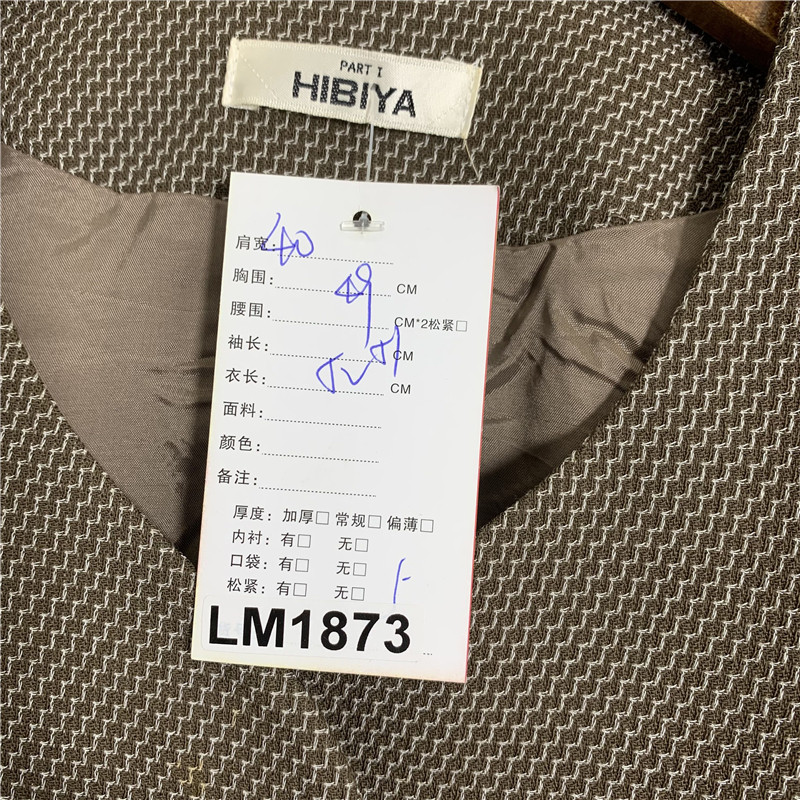 PART I
HIBIYA
肩宽: 40
胸围: 49 CM
腰围: CM*2松紧□
袖长: CM
衣长: 52 CM
面料:
颜色:
备注:
厚度: 加厚□ 常规□ 偏薄□
内衬: 有□ 无□
口袋: 有□ 无□
松紧: 有□ 无□
LM1873